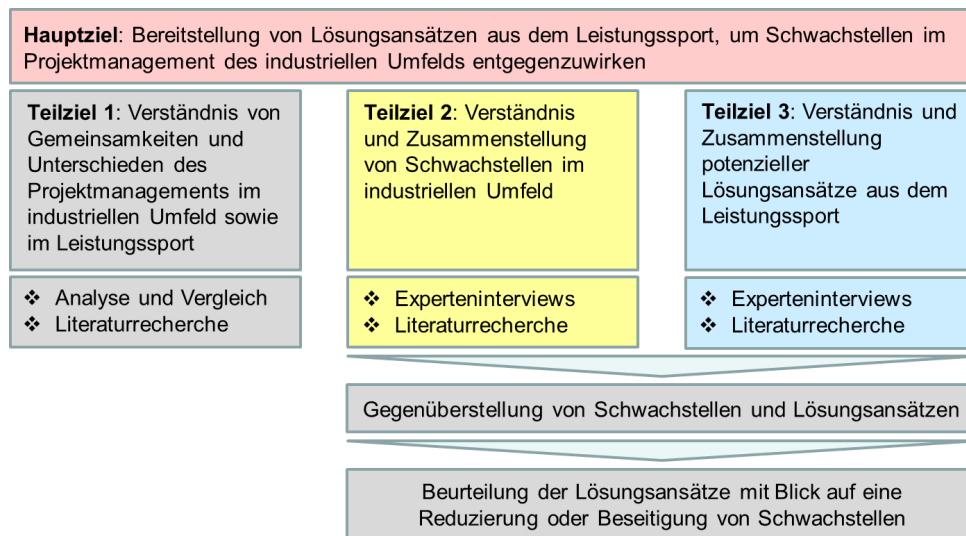 Hauptziel: Bereitstellung von Lösungsansätzen aus dem Leistungssport, um Schwachstellen im
Projektmanagement des industriellen Umfelds entgegenzuwirken
Teilziel 1: Verständnis von
Gemeinsamkeiten und
Unterschieden des
Projektmanagements im
industriellen Umfeld sowie
im Leistungssport
❖ Analyse und Vergleich
❖ Literaturrecherche
Teilziel 2: Verständnis
und Zusammenstellung
von Schwachstellen im
industriellen Umfeld
❖ Experteninterviews
❖ Literaturrecherche
Teilziel 3: Verständnis und
Zusammenstellung
potenzieller
Lösungsansätze aus dem
Leistungssport
❖ Experteninterviews
❖ Literaturrecherche
Gegenüberstellung von Schwachstellen und Lösungsansätzen
Beurteilung der Lösungsansätze mit Blick auf eine
Reduzierung oder Beseitigung von Schwachstellen